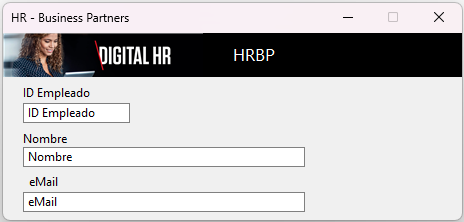 HR - Business Partners
DIGITAL HR
HRBP
ID Empleado
ID Empleado
Nombre
Nombre
eMail
eMail